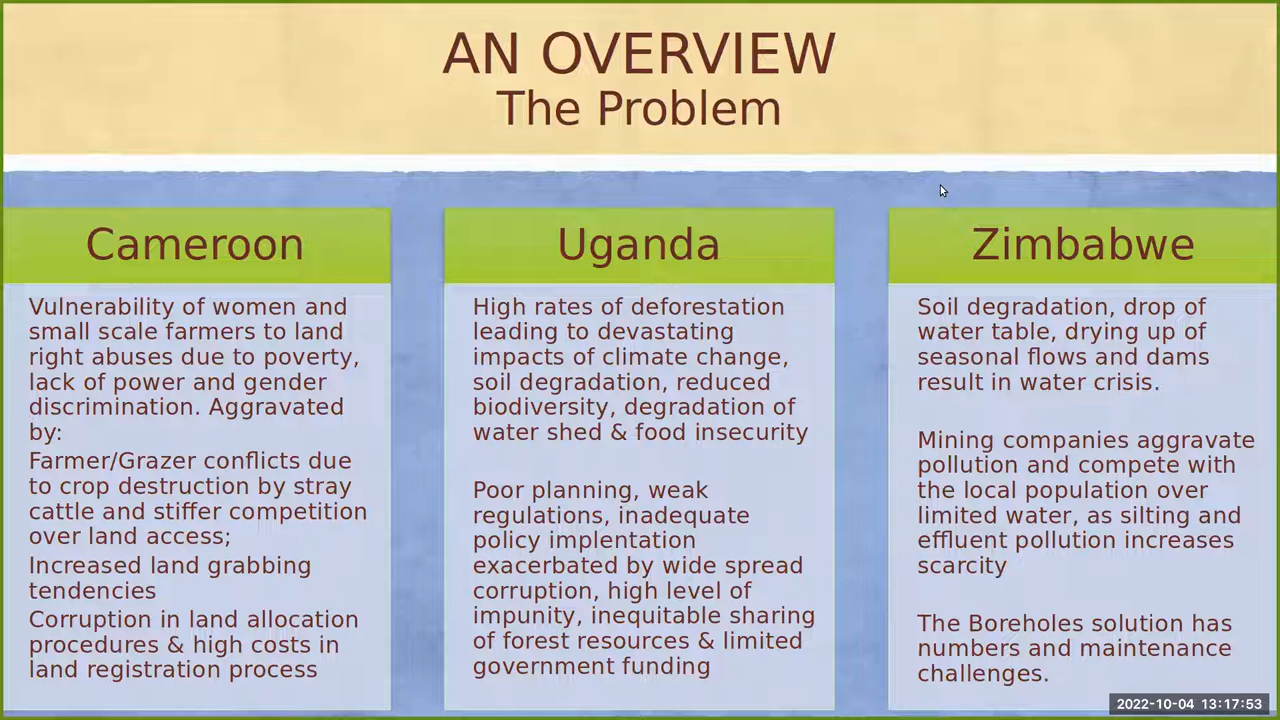 AN OVERVIEW
The Problem
Cameroon
Vulnerability of women and
small scale farmers to land
right abuses due to poverty,
lack of power and gender
discrimination. Aggravated
by:
Farmer/Grazer conflicts due
to crop destruction by stray
cattle and stiffer competition
over land access;
Increased land grabbing
tendencies
Corruption in land allocation
procedures & high costs in
land registration process
Uganda
High rates of deforestation
leading to devastating
impacts of climate change,
soil degradation, reduced
biodiversity, degradation of
water shed & food insecurity
Poor planning, weak
regulations, inadequate
policy implentation
exacerbated by wide spread
corruption, high level of
impunity, inequitable sharing
of forest resources & limited
government funding
Zimbabwe
Soil degradation, drop of
water table, drying up of
seasonal flows and dams
result in water crisis.
Mining companies aggravate
pollution and compete with
the local population over
limited water, as silting and
effluent pollution increases
scarcity
The Boreholes solution has
numbers and maintenance
challenges.
2022-10-04 13:17:53